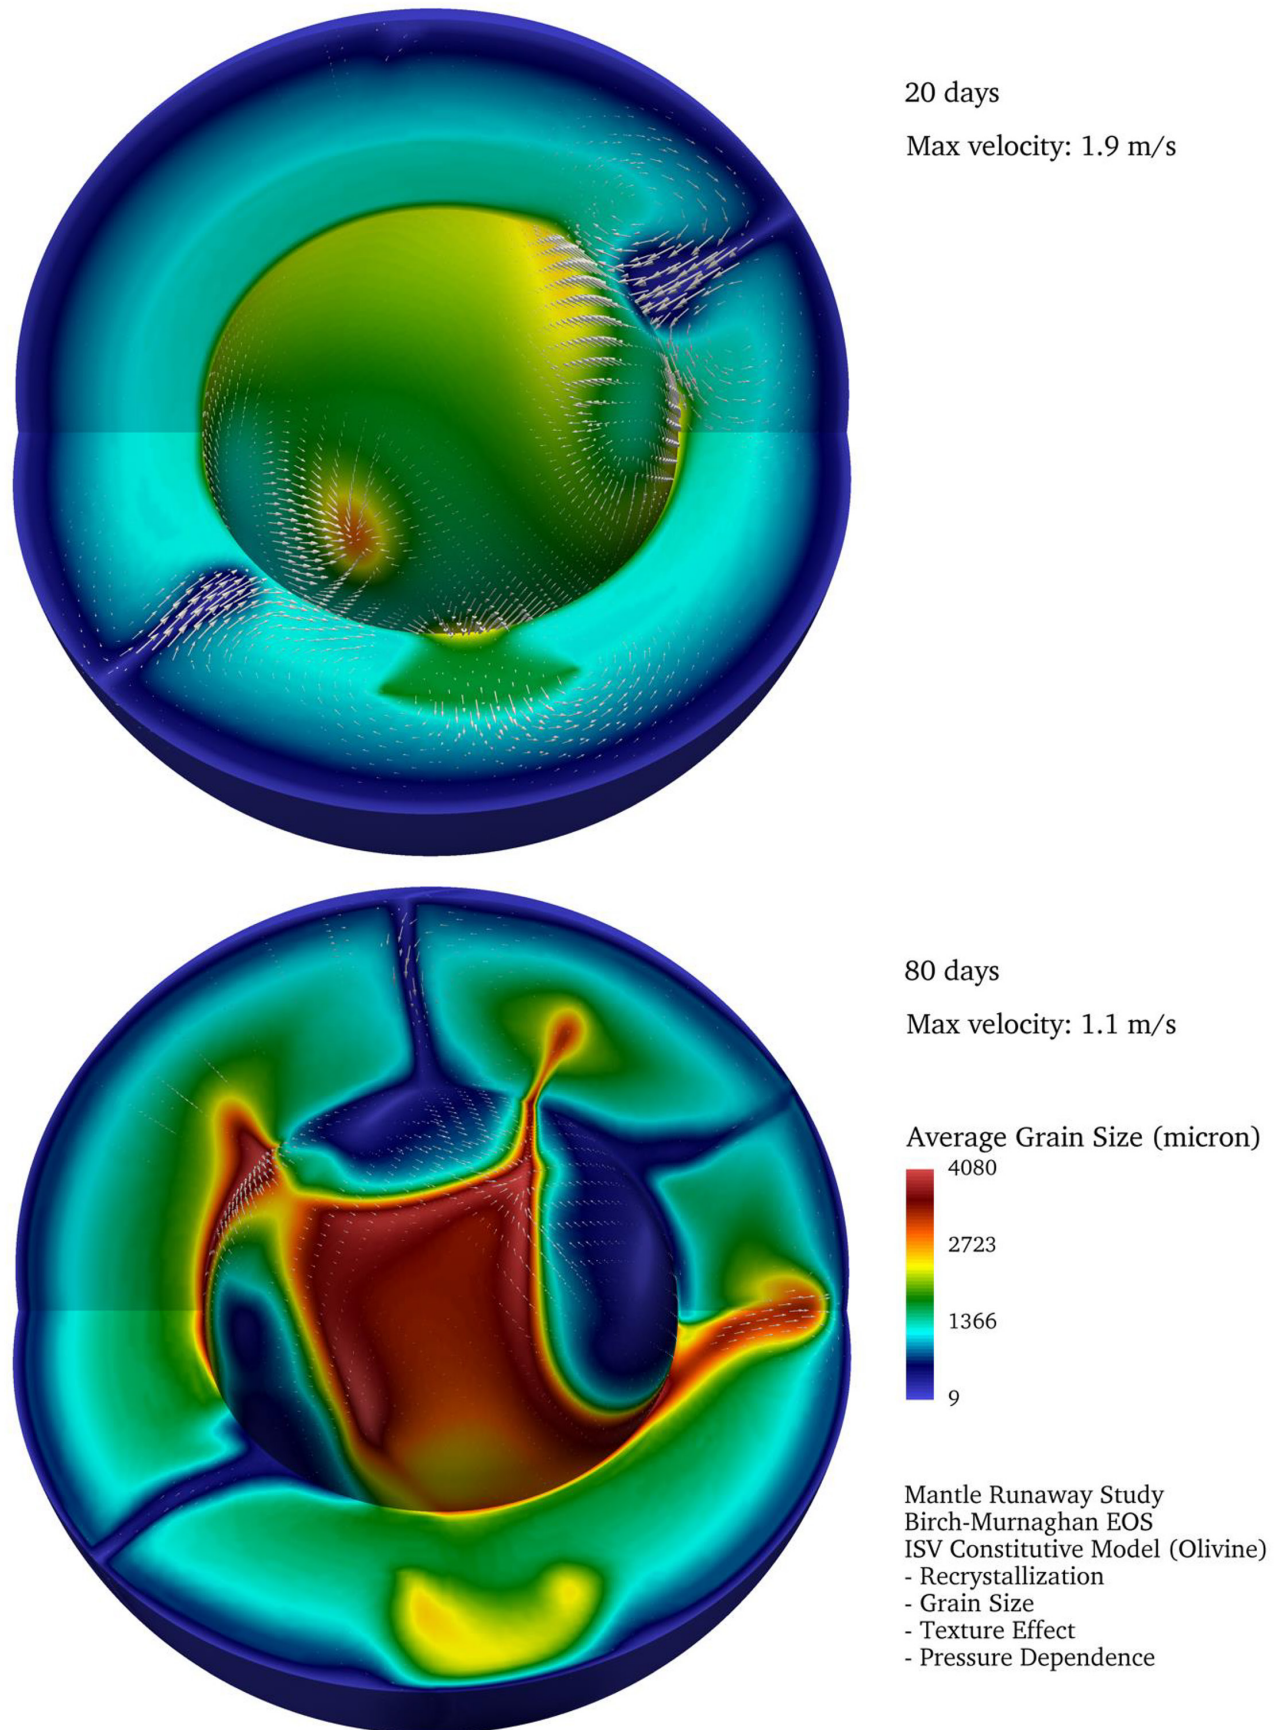 20 days
Max velocity: 1.9 m/s
80 days
Max velocity: 1.1 m/s
Average Grain Size (micron)
4080
2723
1366
9
Mantle Runaway Study
Birch-Murnaghan EOS
ISV Constitutive Model (Olivine)
- Recrystallization
- Grain Size
- Texture Effect
- Pressure Dependence